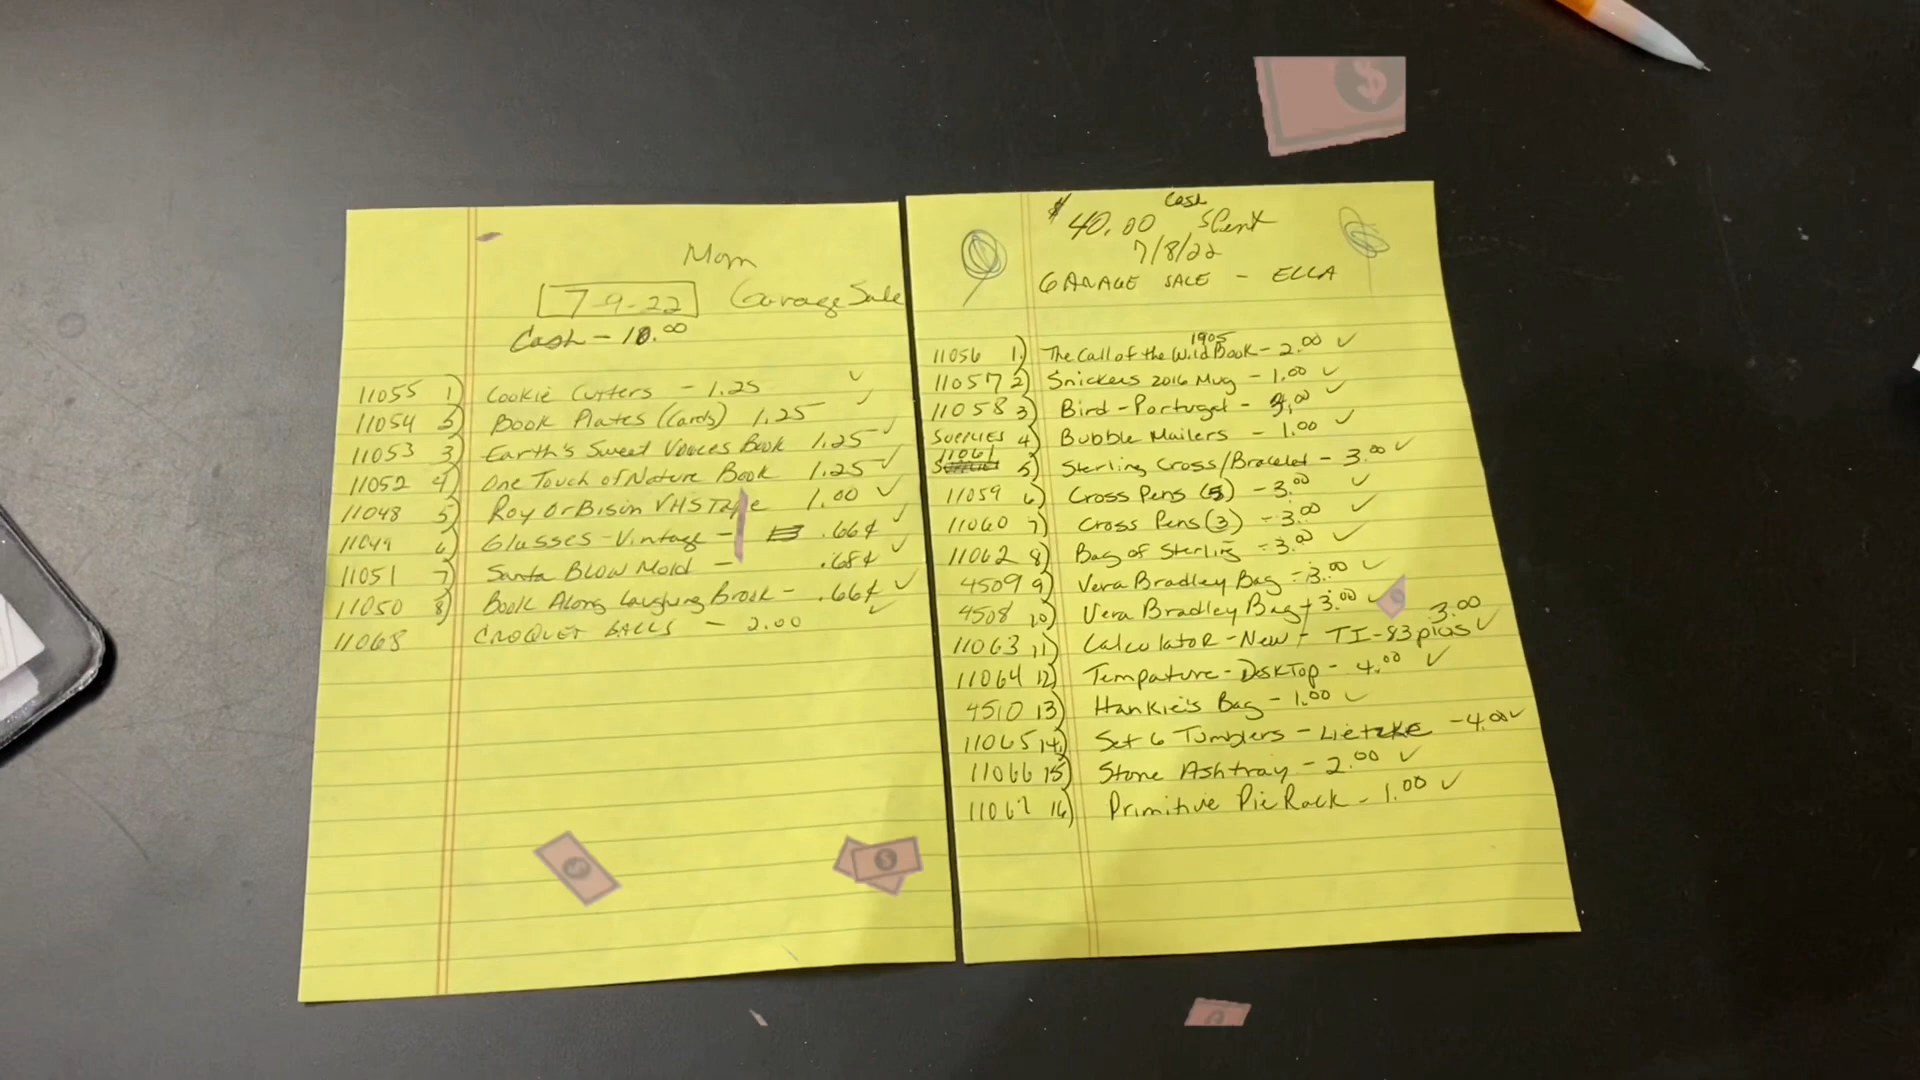 Mom
7-9-22 Garage Sale
Cash - 10.00
11055 1) Cookie Cutters - 1.25 ✓
11054 2) Book Plates (Cards) 1.25 ✓
11053 3) Earth's Sweet Voices Book 1.25 ✓
11052 4) One Touch of Nature Book 1.25 ✓
11048 5) Roy Orbison VHS Tape 1.00 ✓
11049 6) Glasses - Vintage - .66¢ ✓
11051 7) Santa Blow Mold - .68¢ ✓
11050 8) Book Along Laughing Brook - .66¢ ✓
11068 CROQUET BALLS - 2.00 ✓
Cash
$40.00 Spent
7/8/22
GARAGE SALE - ELLA
1905
11056 1.) The Call of the Wild Book - 2.00 ✓
11057 2) Snickers 2016 Mug - 1.00 ✓
11058 3) Bird - Portugal - .00 ✓
SUPPLIES 4) Bubble Mailers - 1.00 ✓
11061 5) Sterling Cross/Bracelet - 3.00 ✓
11059 6) Cross Pens (5) - 3.00 ✓
11060 7) Cross Pens (3) - 3.00 ✓
11062 8) Bag of Sterling - 3.00 ✓
4509 9) Vera Bradley Bag - 3.00 ✓
4508 10) Vera Bradley Bag - 3.00 ✓
11063 11) Calculator - New - TI-83 plus 3.00 ✓
11064 12) Tempature - DeskTop - 4.00 ✓
4510 13) Hankie's Bag - 1.00 ✓
11065 14) Set 6 Tumblers - Lietzke - 4.00 ✓
11066 15) Stone Ashtray - 2.00 ✓
11067 16) Primitive Pie Rack - 1.00 ✓